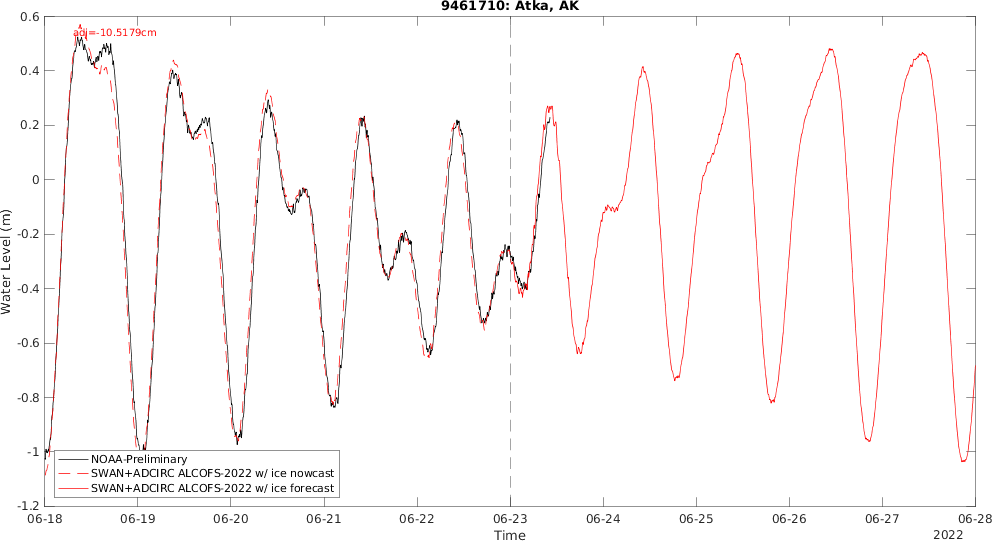 9461710: Atka, AK
adj=-10.5179cm
Water Level (m)
0.6
0.4
0.2
0
-0.2
-0.4
-0.6
-0.8
-1
-1.2
NOAA-Preliminary
SWAN+ADCIRC ALCOFS-2022 w/ ice nowcast
SWAN+ADCIRC ALCOFS-2022 w/ ice forecast
06-18 06-19 06-20 06-21 06-22 06-23 06-24 06-25 06-26 06-27 06-28
Time
2022